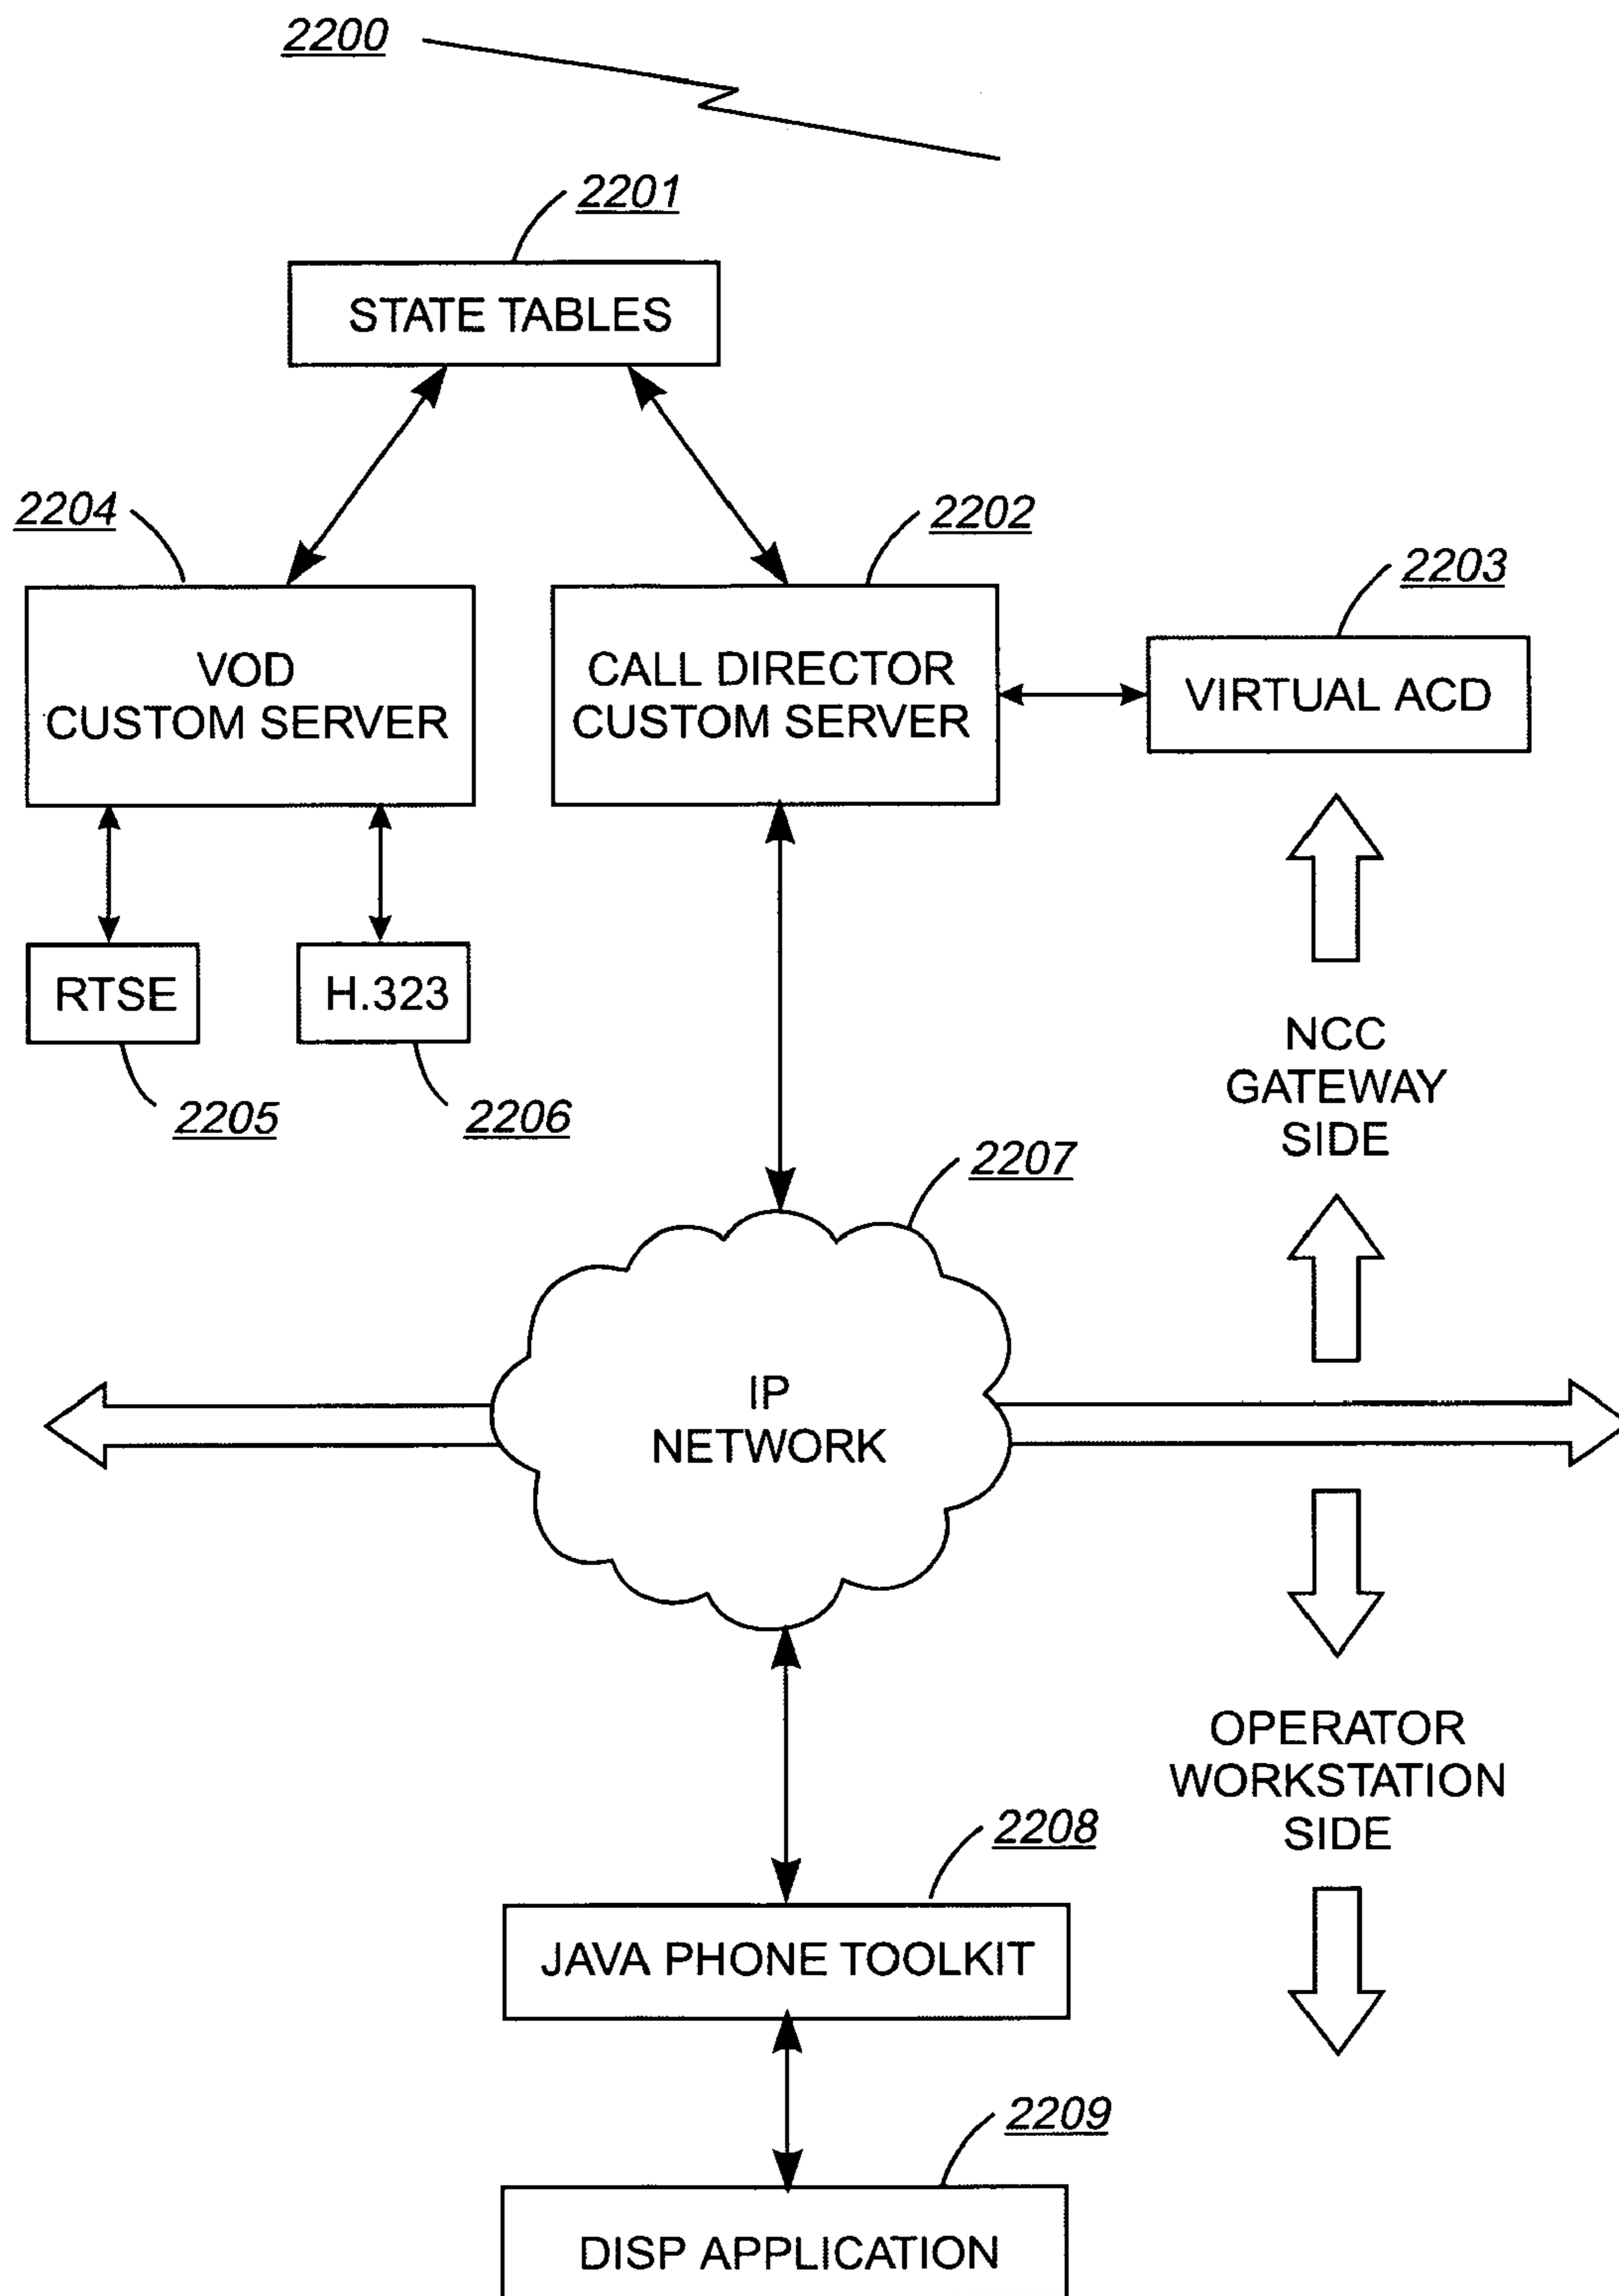 2200
2201
STATE TABLES
2204
2202
2203
VOD
CUSTOM SERVER
CALL DIRECTOR
CUSTOM SERVER
VIRTUAL ACD
RTSE
H.323
2205
2206
NCC
GATEWAY
SIDE
2207
IP
NETWORK
OPERATOR
WORKSTATION
SIDE
2208
JAVA PHONE TOOLKIT
2209
DISP APPLICATION